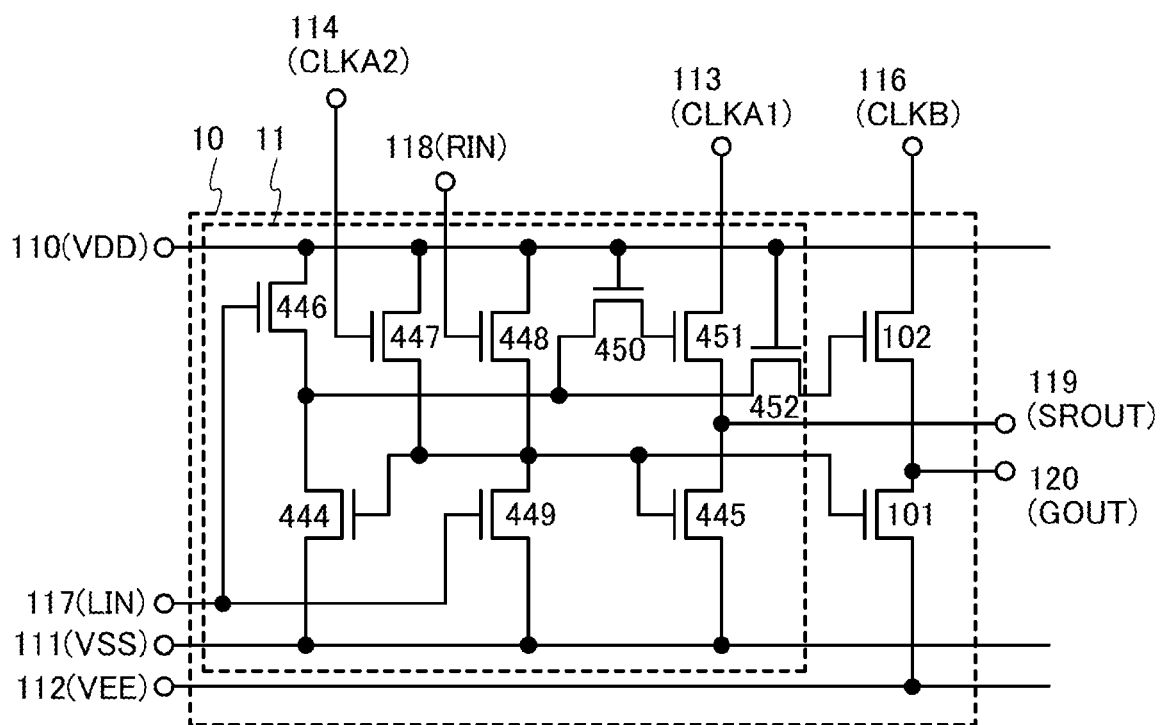 114
(CLKA2)
113
(CLKA1)
116
(CLKB)
10
11
118(RIN)
110(VDD)
446
447
448
450
451
452
102
119
(SROUT)
444
449
445
101
120
(GOUT)
117(LIN)
111(VSS)
112(VEE)